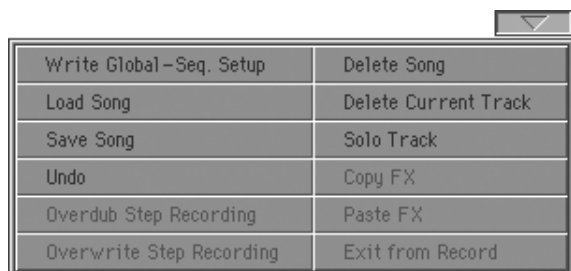 Write Global-Seq. Setup
Delete Song
Load Song
Delete Current Track
Save Song
Solo Track
Undo
Copy FX
Overdub Step Recording
Paste FX
Overwrite Step Recording
Exit from Record